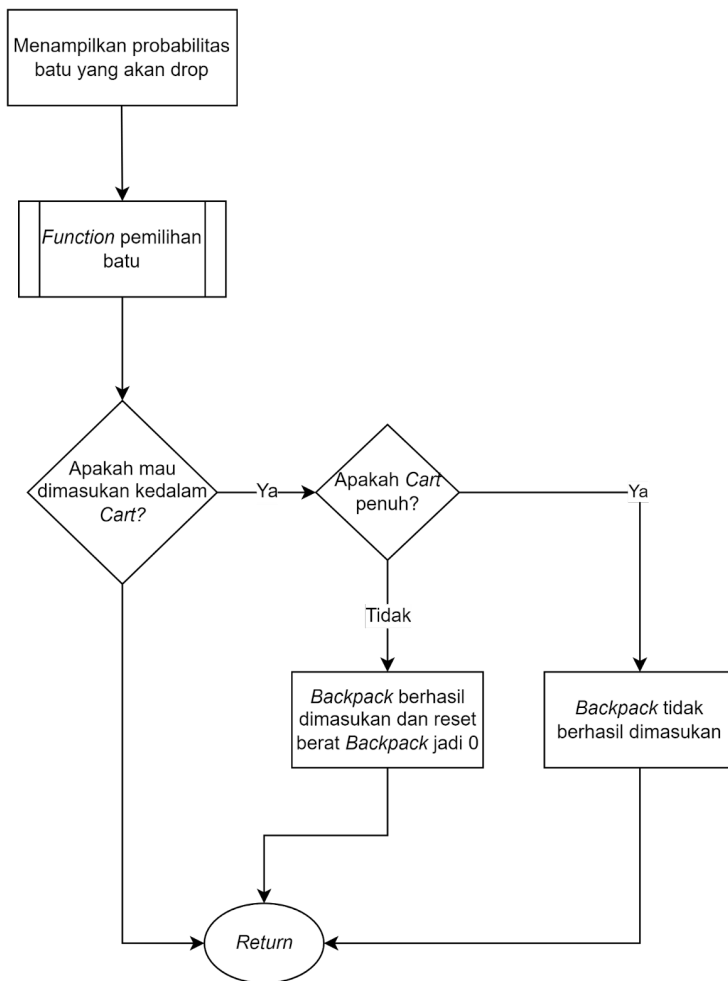 Menampilkan probabilitas
batu yang akan drop
Function pemilihan
batu
Apakah mau
dimasukan kedalam
Cart?
Ya
Apakah Cart
penuh?
Ya
Tidak
Backpack berhasil
dimasukan dan reset
berat Backpack jadi 0
Backpack tidak
berhasil dimasukan
Return